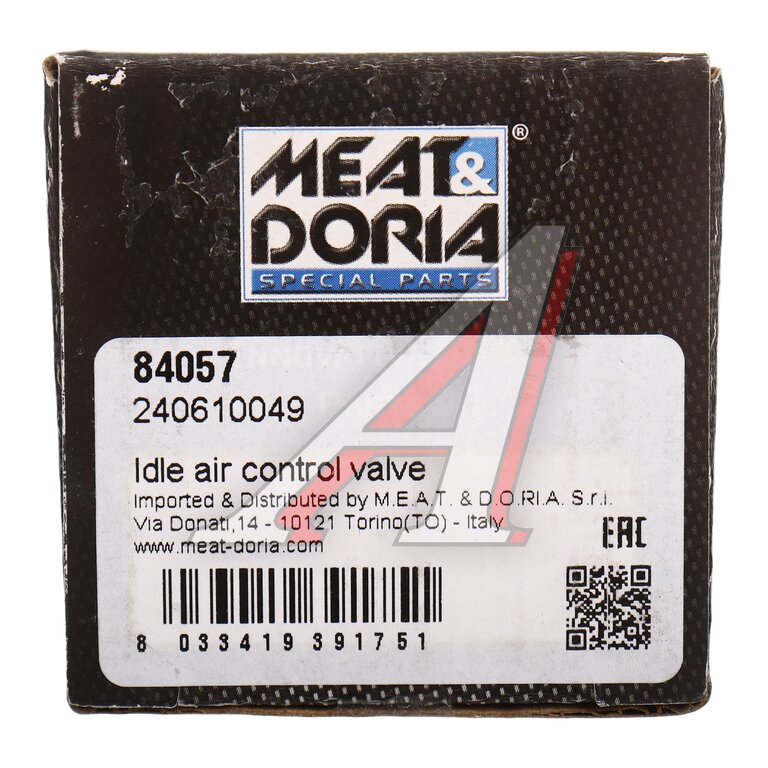 MEAT&
DORIA
®
SPECIAL PARTS
84057
240610049
Idle air control valve
Imported & Distributed by M.E.A.T. & D.O.RI.A. S.r.l.
Via Donati,14 - 10121 Torino(TO) - Italy
www.meat-doria.com
EAC
8 033419 391751